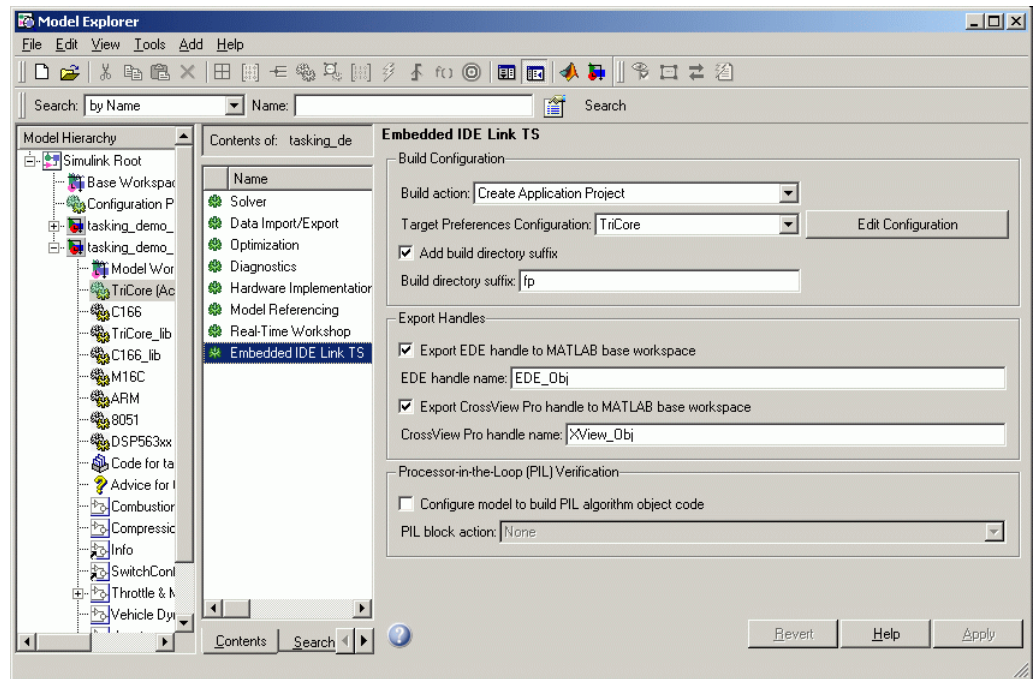 Model Explorer
File Edit View Tools Add Help
Search: by Name Name: Search
Model Hierarchy
Simulink Root
Base Workspac
Configuration P
tasking_demo_
tasking_demo_
Model Wor
TriCore (Ac
C166
TriCore_lib
C166_lib
M16C
ARM
8051
DSP563xx
Code for ta
Advice for
Combustion
Compressio
Info
SwitchCont
Throttle & M
Vehicle Dyn
Contents of: tasking_de
Name
Solver
Data Import/Export
Optimization
Diagnostics
Hardware Implementation
Model Referencing
Real-Time Workshop
Embedded IDE Link TS
Contents Search
Embedded IDE Link TS
Build Configuration
Build action: Create Application Project
Target Preferences Configuration: TriCore Edit Configuration
Add build directory suffix
Build directory suffix: fp
Export Handles
Export EDE handle to MATLAB base workspace
EDE handle name: EDE_Obj
Export CrossView Pro handle to MATLAB base workspace
CrossView Pro handle name: XView_Obj
Processor-in-the-Loop (PIL) Verification
Configure model to build PIL algorithm object code
PIL block action: None
Revert Help Apply